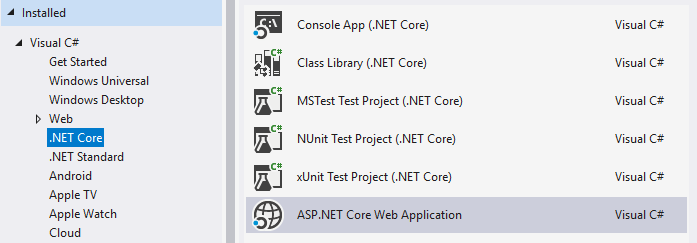 Installed
Visual C#
Get Started
Windows Universal
Windows Desktop
Web
.NET Core
.NET Standard
Android
Apple TV
Apple Watch
Cloud
C:\ Console App (.NET Core) Visual C#
C# Class Library (.NET Core) Visual C#
C# MSTest Test Project (.NET Core) Visual C#
C# NUnit Test Project (.NET Core) Visual C#
C# xUnit Test Project (.NET Core) Visual C#
ASP.NET Core Web Application Visual C#